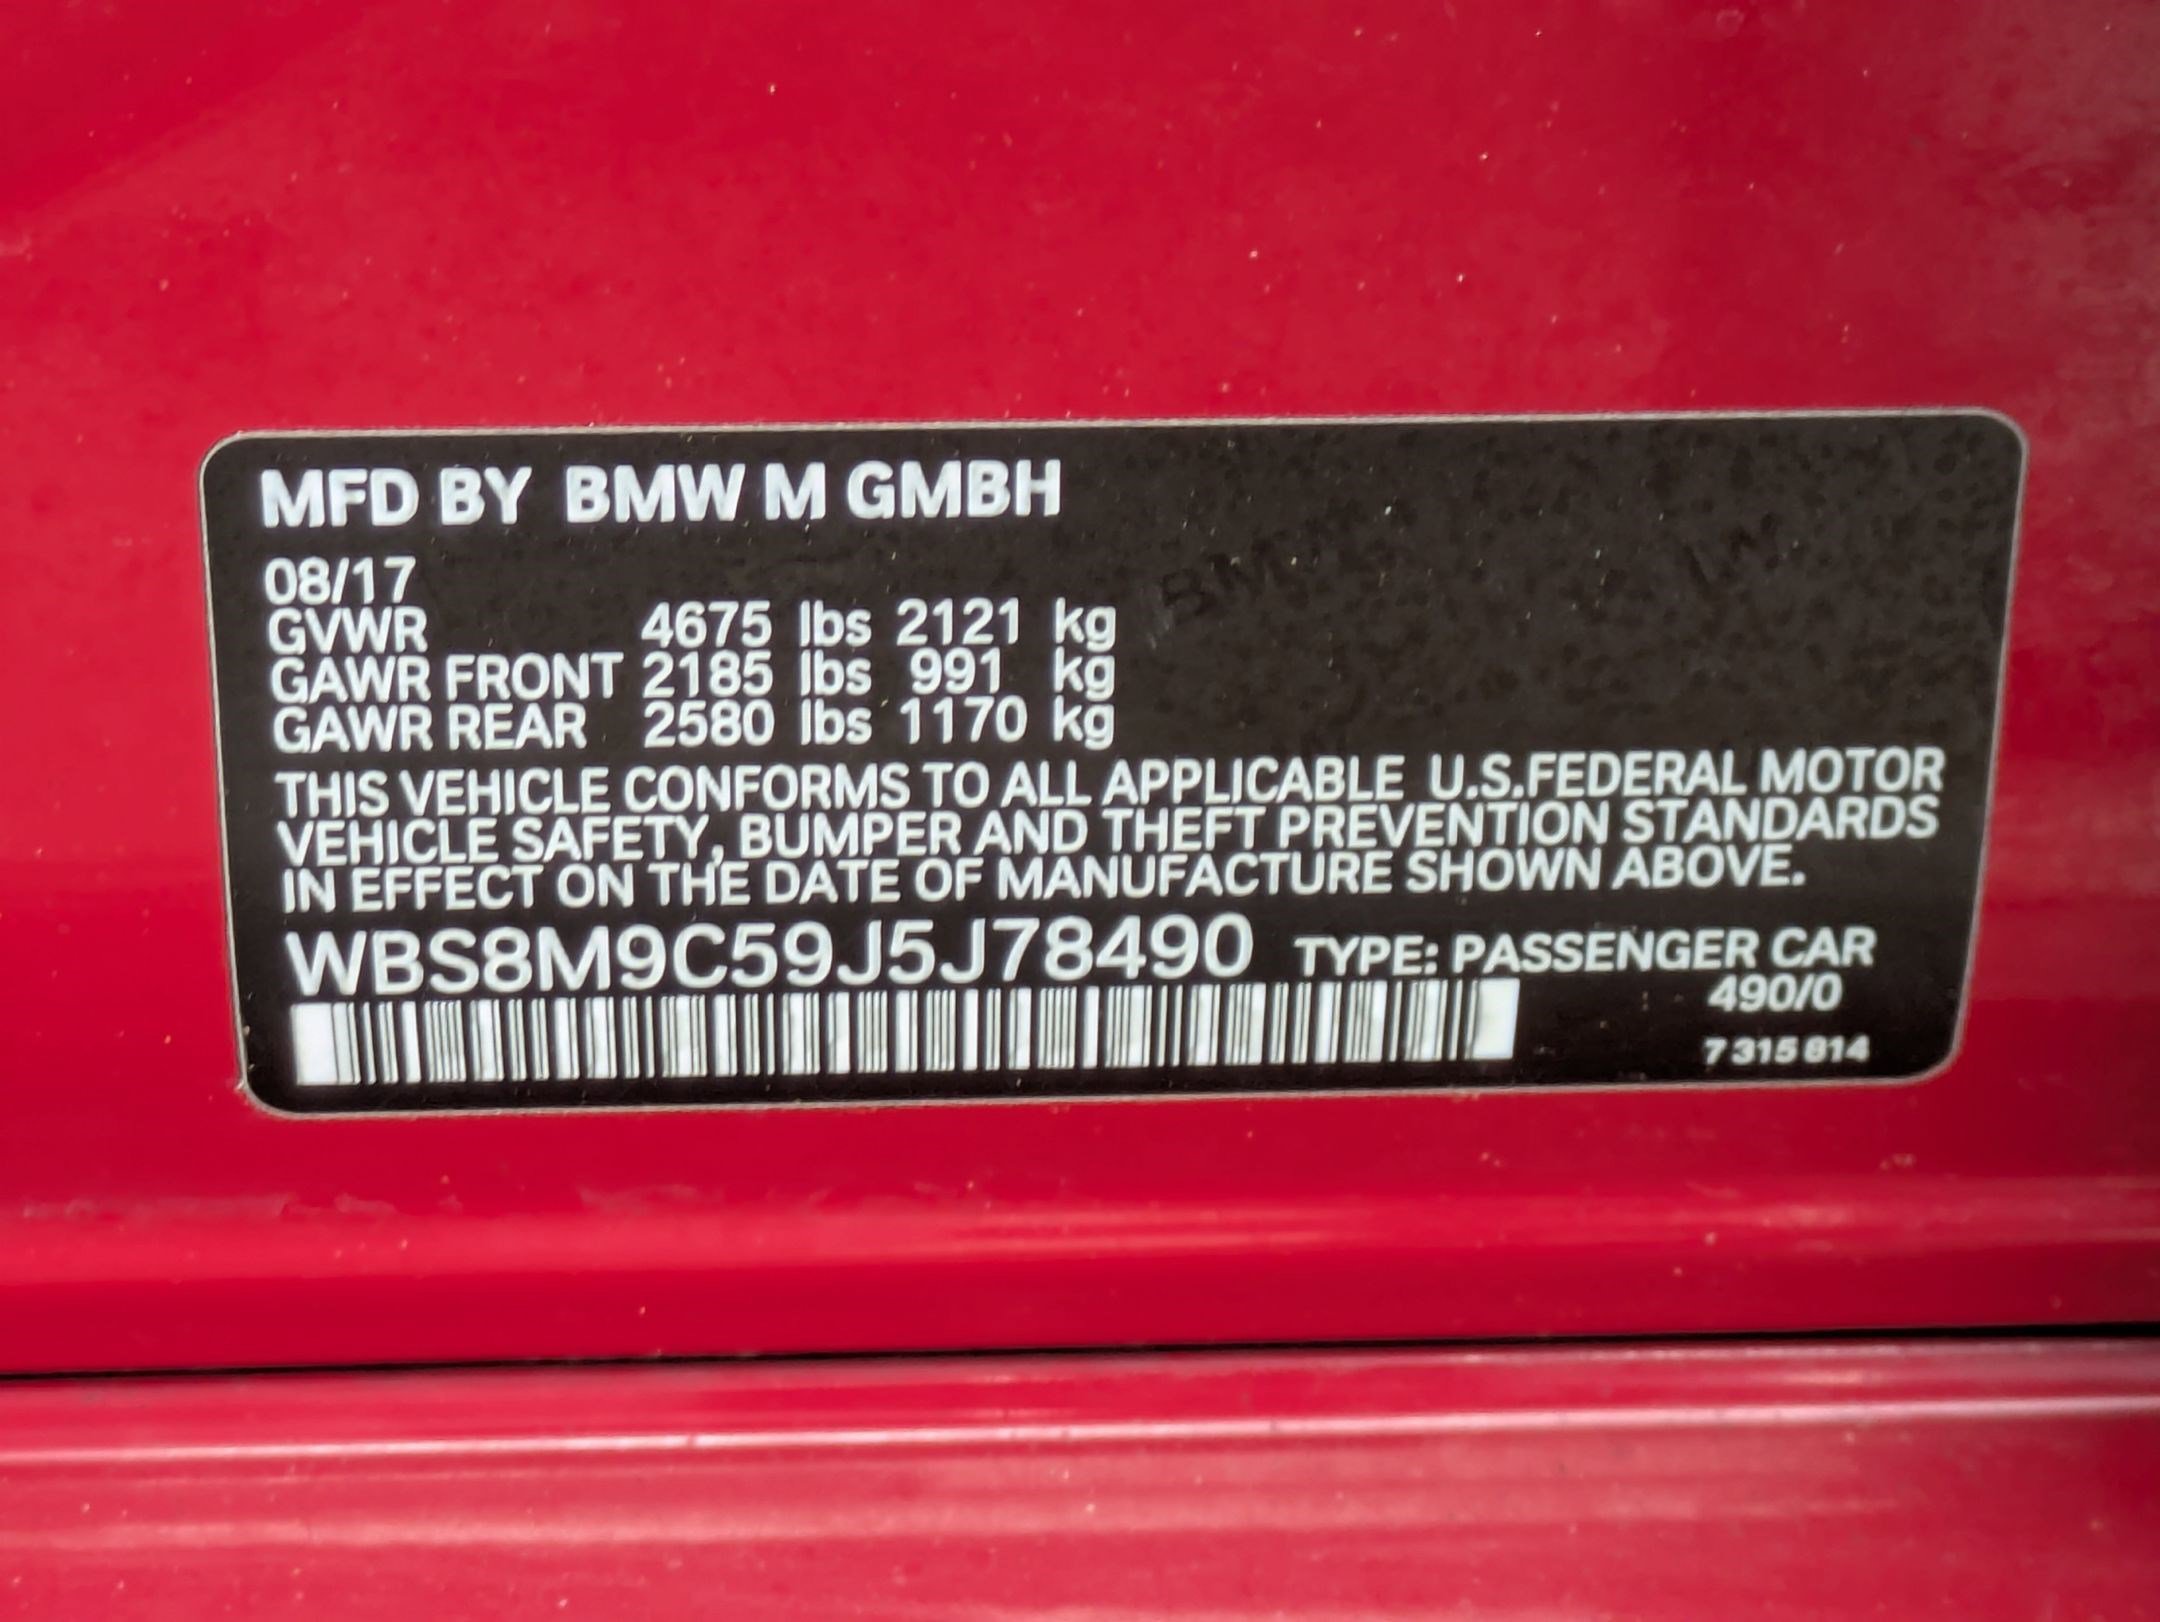 MFD BY BMW M GMBH
08/17
GVWR 4675 lbs 2121 kg
GAWR FRONT 2185 lbs 991 kg
GAWR REAR 2580 lbs 1170 kg
THIS VEHICLE CONFORMS TO ALL APPLICABLE U.S.FEDERAL MOTOR
VEHICLE SAFETY, BUMPER AND THEFT PREVENTION STANDARDS
IN EFFECT ON THE DATE OF MANUFACTURE SHOWN ABOVE.
WBS8M9C59J5J78490 TYPE: PASSENGER CAR
490/0
7 315 814